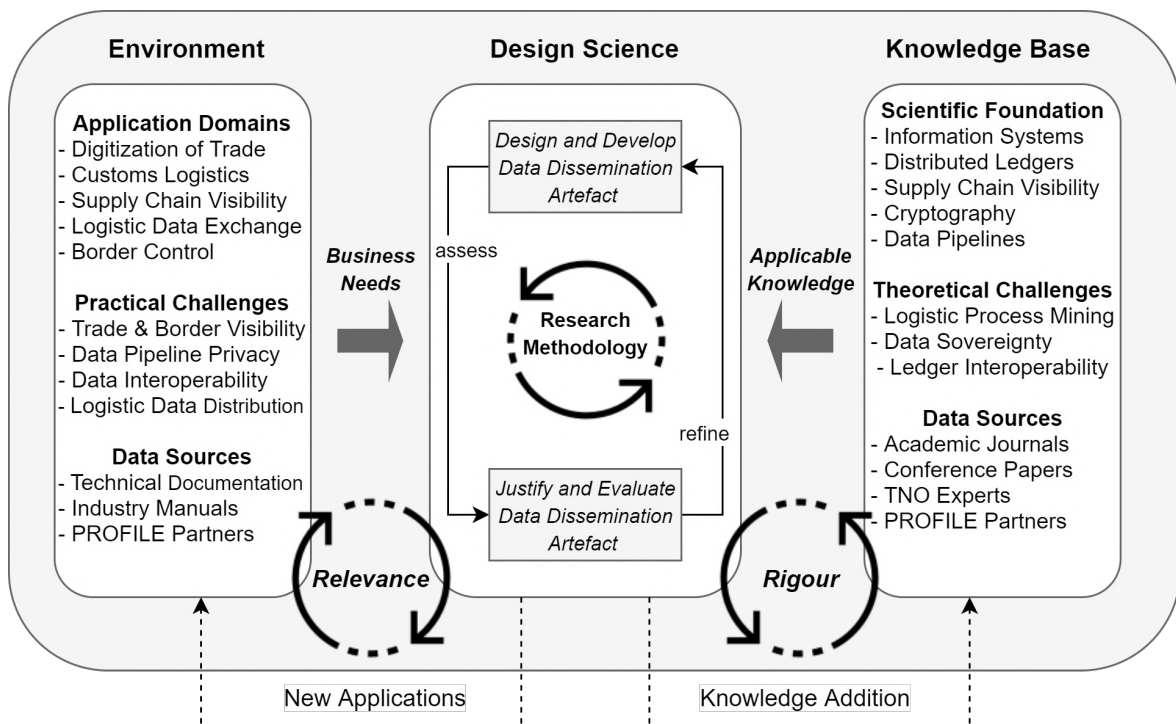 Environment
Application Domains
- Digitization of Trade
- Customs Logistics
- Supply Chain Visibility
- Logistic Data Exchange
- Border Control
Practical Challenges
- Trade & Border Visibility
- Data Pipeline Privacy
- Data Interoperability
- Logistic Data Distribution
Data Sources
- Technical Documentation
- Industry Manuals
- PROFILE Partners
Business
Needs
Relevance
Design Science
Design and Develop
Data Dissemination
Artefact
assess
Research
Methodology
refine
Justify and Evaluate
Data Dissemination
Artefact
Applicable
Knowledge
Rigour
Knowledge Base
Scientific Foundation
- Information Systems
- Distributed Ledgers
- Supply Chain Visibility
- Cryptography
- Data Pipelines
Theoretical Challenges
- Logistic Process Mining
- Data Sovereignty
- Ledger Interoperability
Data Sources
- Academic Journals
- Conference Papers
- TNO Experts
- PROFILE Partners
New Applications
Knowledge Addition